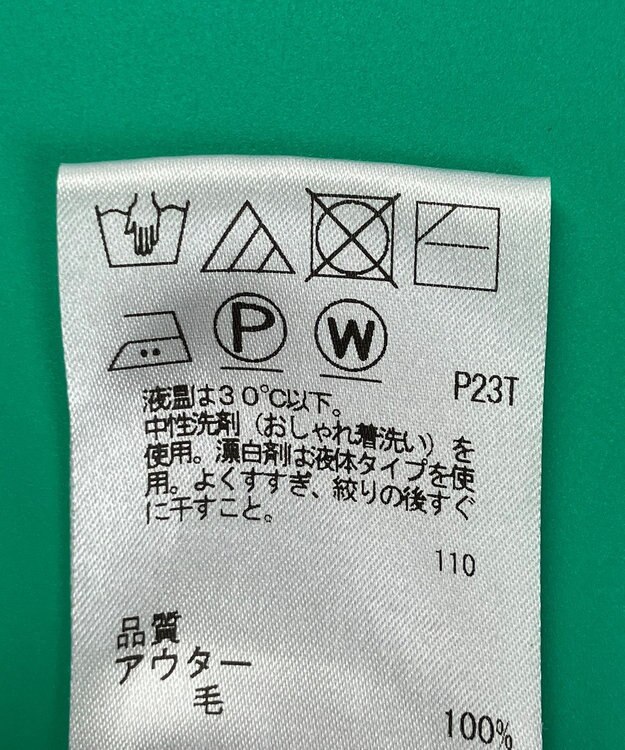 P W
P23T
液温は30℃以下。
中性洗剤（おしゃれ着洗い）を
使用。漂白剤は液体タイプを使
用。よくすすぎ、絞りの後すぐ
に干すこと。
110
品質
アウター
毛
100%